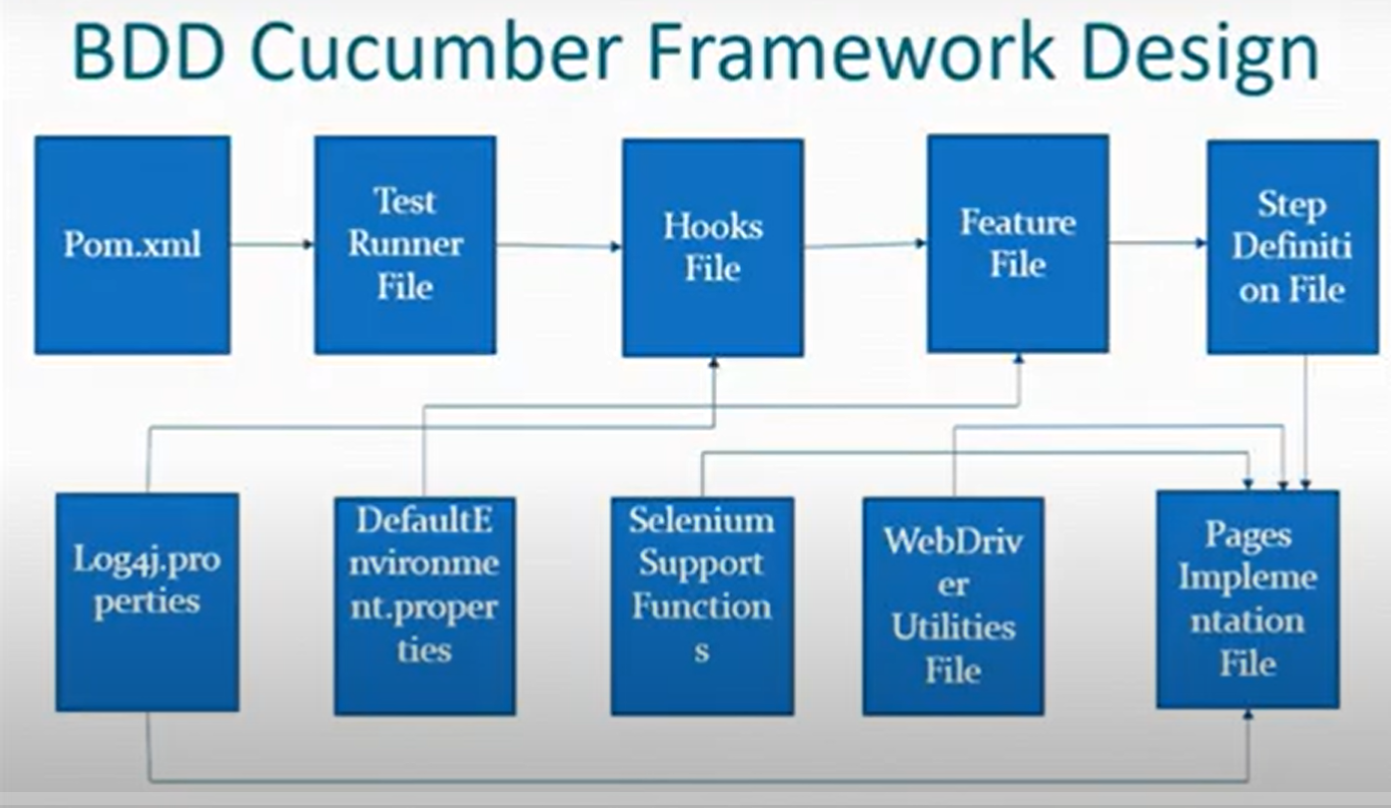 BDD Cucumber Framework Design
Pom.xml
Test
Runner
File
Hooks
File
Feature
File
Step
Definiti
on File
Log4j.pro
perties
DefaultE
nvironme
nt.proper
ties
Selenium
Support
Function
s
WebDriv
er
Utilities
File
Pages
Impleme
ntation
File